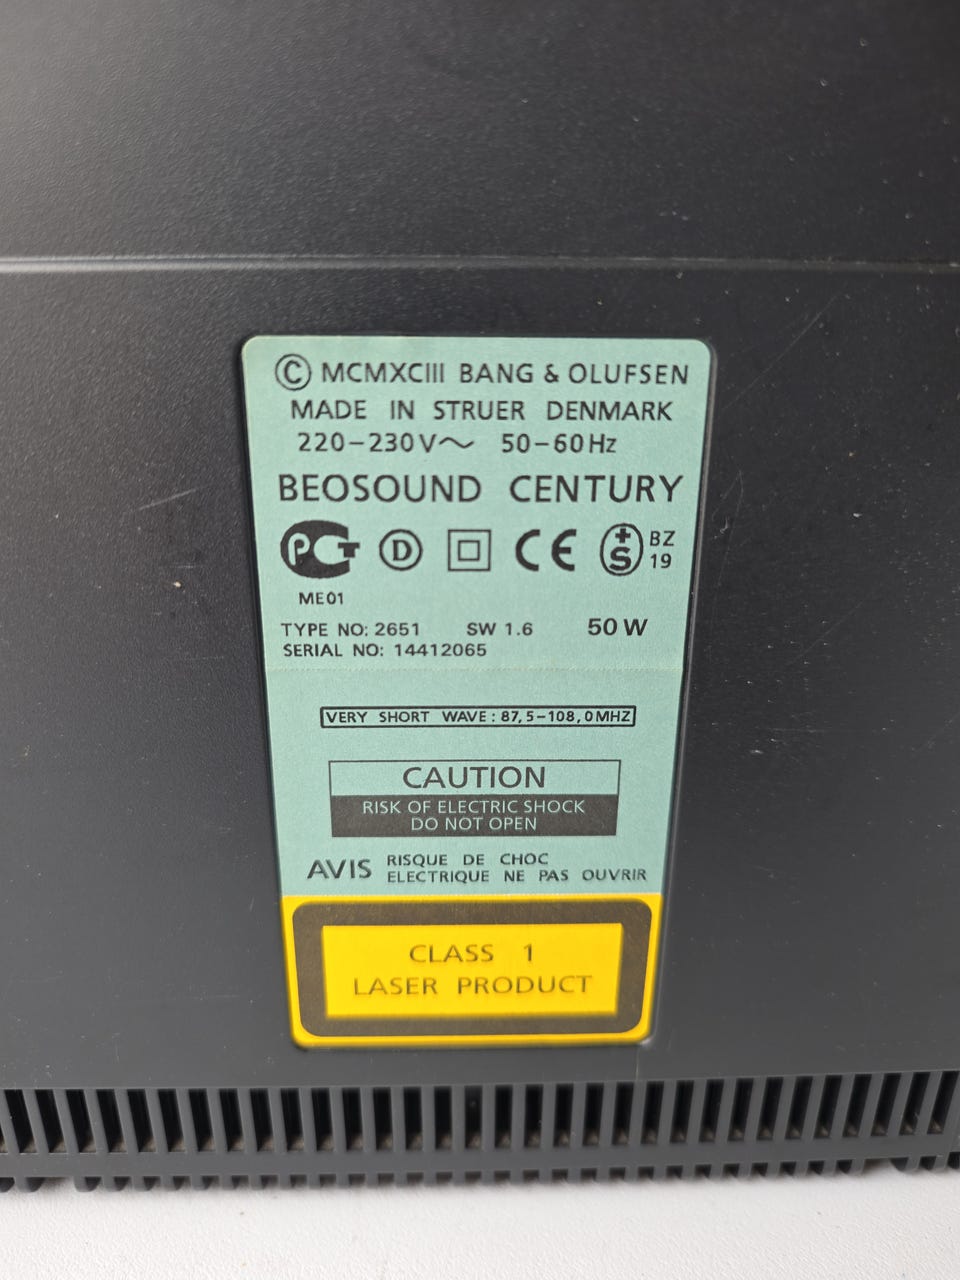 © MCMXCIII BANG & OLUFSEN
MADE IN STRUER DENMARK
220-230V~ 50-60Hz
BEOSOUND CENTURY
PCT D CE +S BZ 19
ME01
TYPE NO: 2651 SW 1.6 50 W
SERIAL NO: 14412065
VERY SHORT WAVE: 87,5-108,0MHZ
CAUTION
RISK OF ELECTRIC SHOCK
DO NOT OPEN
AVIS RISQUE DE CHOC
ELECTRIQUE NE PAS OUVRIR
CLASS 1
LASER PRODUCT